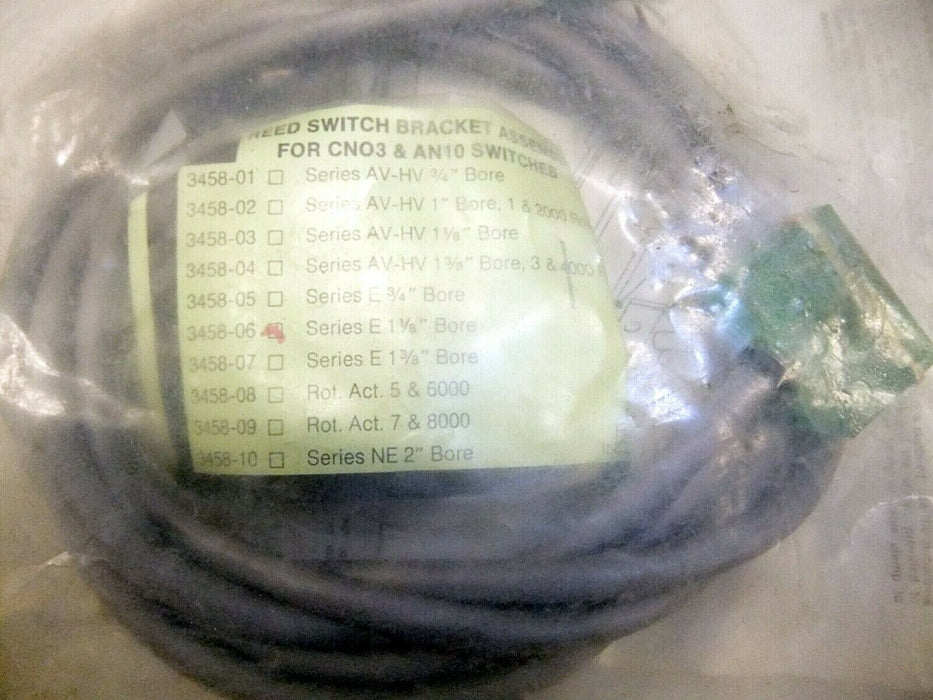 REED SWITCH BRACKET
FOR CNO3 & AN10 SWITCHES
3458-01 ☐ Series AV-HV ¾" Bore
3458-02 ☐ Series AV-HV 1" Bore, 1 & 2000
3458-03 ☐ Series AV-HV 1⅛" Bore
3458-04 ☐ Series AV-HV 1⅜" Bore, 3 & 4000
3458-05 ☐ Series E ¾" Bore
3458-06 ☐ Series E 1⅛" Bore
3458-07 ☐ Series E 1⅜" Bore
3458-08 ☐ Rot. Act. 5 & 6000
3458-09 ☐ Rot. Act. 7 & 8000
3458-10 ☐ Series NE 2" Bore